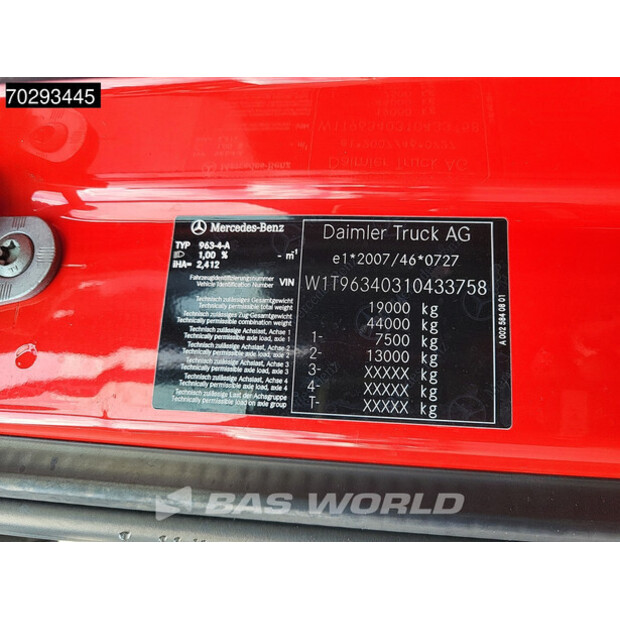 70293445
Mercedes-Benz
TYP 963-4-A
1,00 % - m⁻¹
iHA= 2,412
Fahrzeugidentifizierungsnummer
Vehicle Identification Number VIN
Technisch zulässiges Gesamtgewicht
Technically permissible total weight
Technisch zulässiges Zug-Gesamtgewicht
Technically permissible combination weight
Technisch zulässige Achslast, Achse 1
Technically permissible axle load, axle 1
Technisch zulässige Achslast, Achse 2
Technically permissible axle load, axle 2
Technisch zulässige Achslast, Achse 3
Technically permissible axle load, axle 3
Technisch zulässige Achslast, Achse 4
Technically permissible axle load, axle 4
Technisch zulässige Last der Achsgruppe
Technically permissible load on axle group
Daimler Truck AG
e1*2007/46*0727
W1T96340310433758
19000 kg
44000 kg
1- 7500 kg
2- 13000 kg
3- XXXXX kg
4- XXXXX kg
T- XXXXX kg
A 002 584 08 01
BAS WORLD